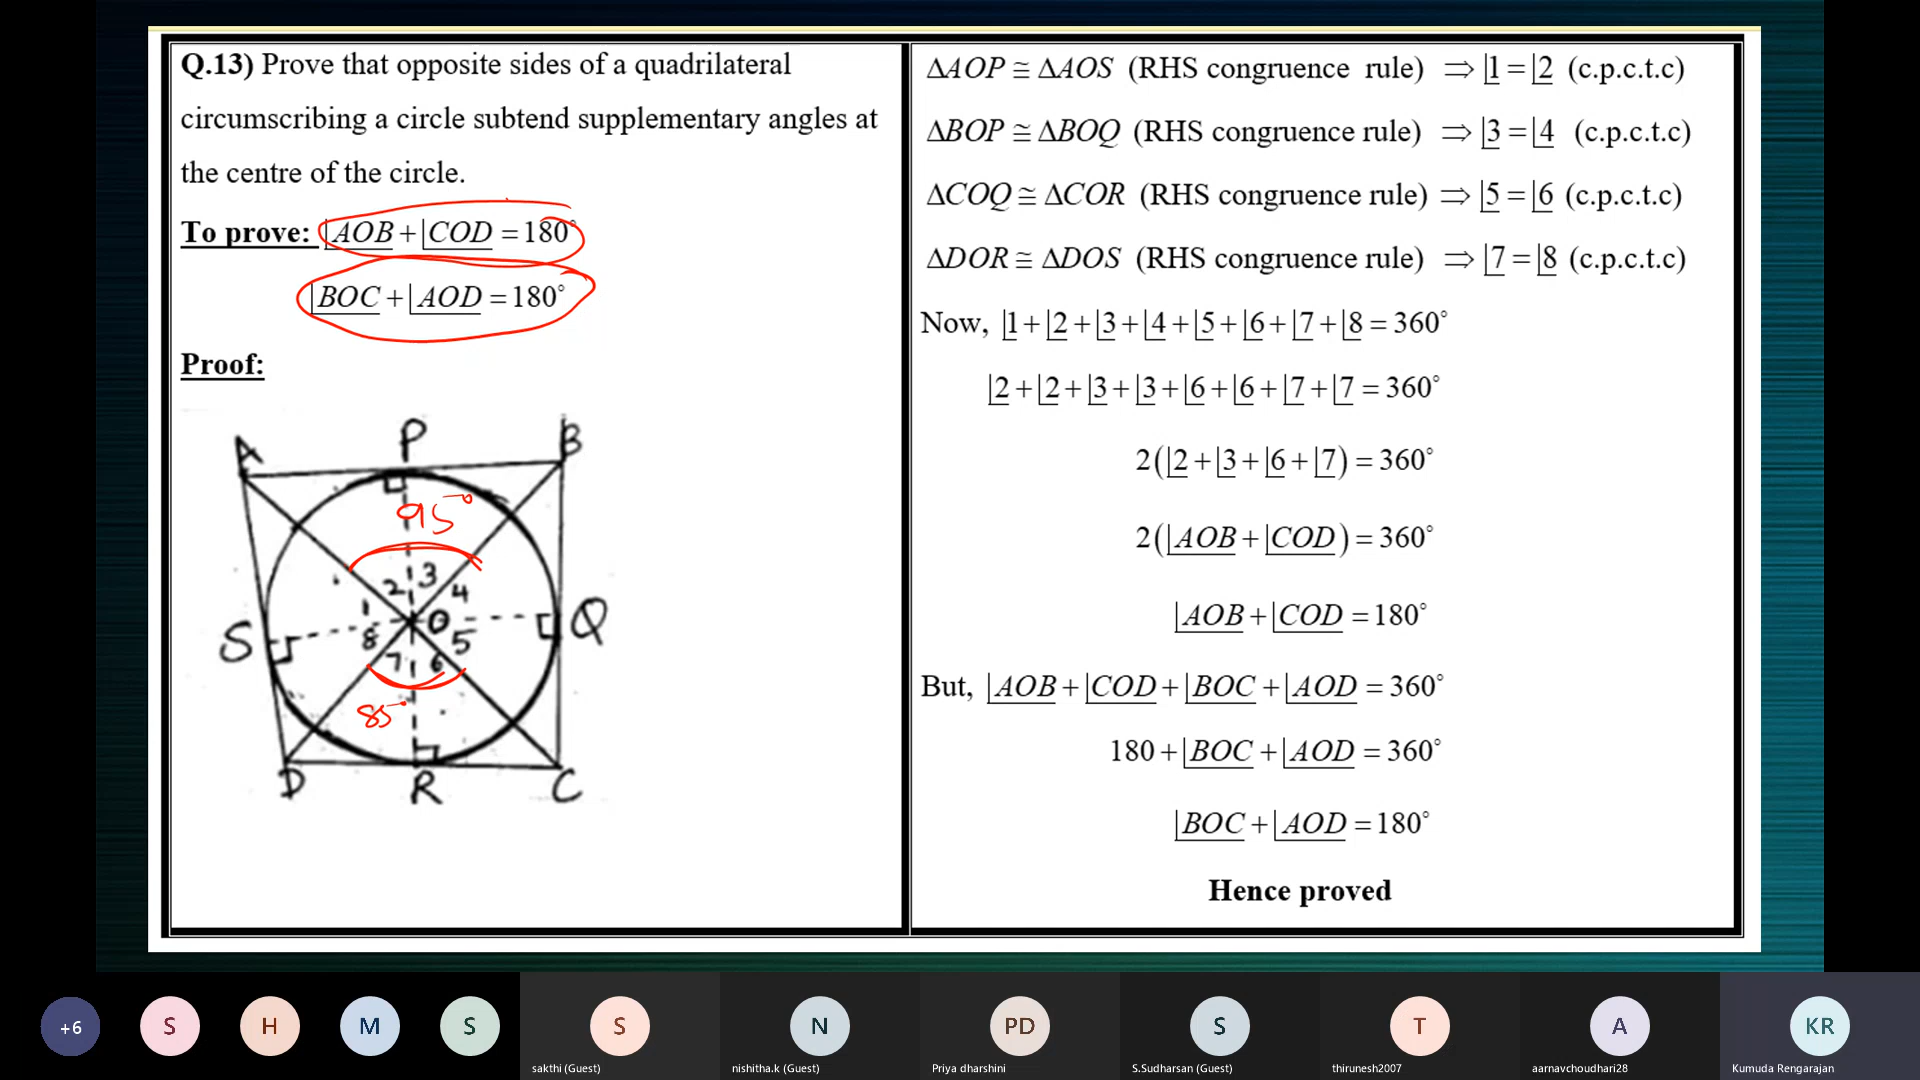 Q.13) Prove that opposite sides of a quadrilateral
circumscribing a circle subtend supplementary angles at
the centre of the circle.
To prove: ∠AOB + ∠COD = 180°
∠BOC + ∠AOD = 180°
Proof:
A P B
95°
2 3
1 4
S O Q
8 5
7 6
85°
D R C
ΔAOP ≅ ΔAOS (RHS congruence rule) ⇒ ∠1 = ∠2 (c.p.c.t.c)
ΔBOP ≅ ΔBOQ (RHS congruence rule) ⇒ ∠3 = ∠4 (c.p.c.t.c)
ΔCOQ ≅ ΔCOR (RHS congruence rule) ⇒ ∠5 = ∠6 (c.p.c.t.c)
ΔDOR ≅ ΔDOS (RHS congruence rule) ⇒ ∠7 = ∠8 (c.p.c.t.c)
Now, ∠1 + ∠2 + ∠3 + ∠4 + ∠5 + ∠6 + ∠7 + ∠8 = 360°
∠2 + ∠2 + ∠3 + ∠3 + ∠6 + ∠6 + ∠7 + ∠7 = 360°
2(∠2 + ∠3 + ∠6 + ∠7) = 360°
2(∠AOB + ∠COD) = 360°
∠AOB + ∠COD = 180°
But, ∠AOB + ∠COD + ∠BOC + ∠AOD = 360°
180 + ∠BOC + ∠AOD = 360°
∠BOC + ∠AOD = 180°
Hence proved
+6 S H M S S N PD S T A KR
sakthi (Guest) nishitha.k (Guest) Priya dharshini S.Sudharsan (Guest) thirunesh2007 aarnavchoudhari28 Kumuda Rengarajan